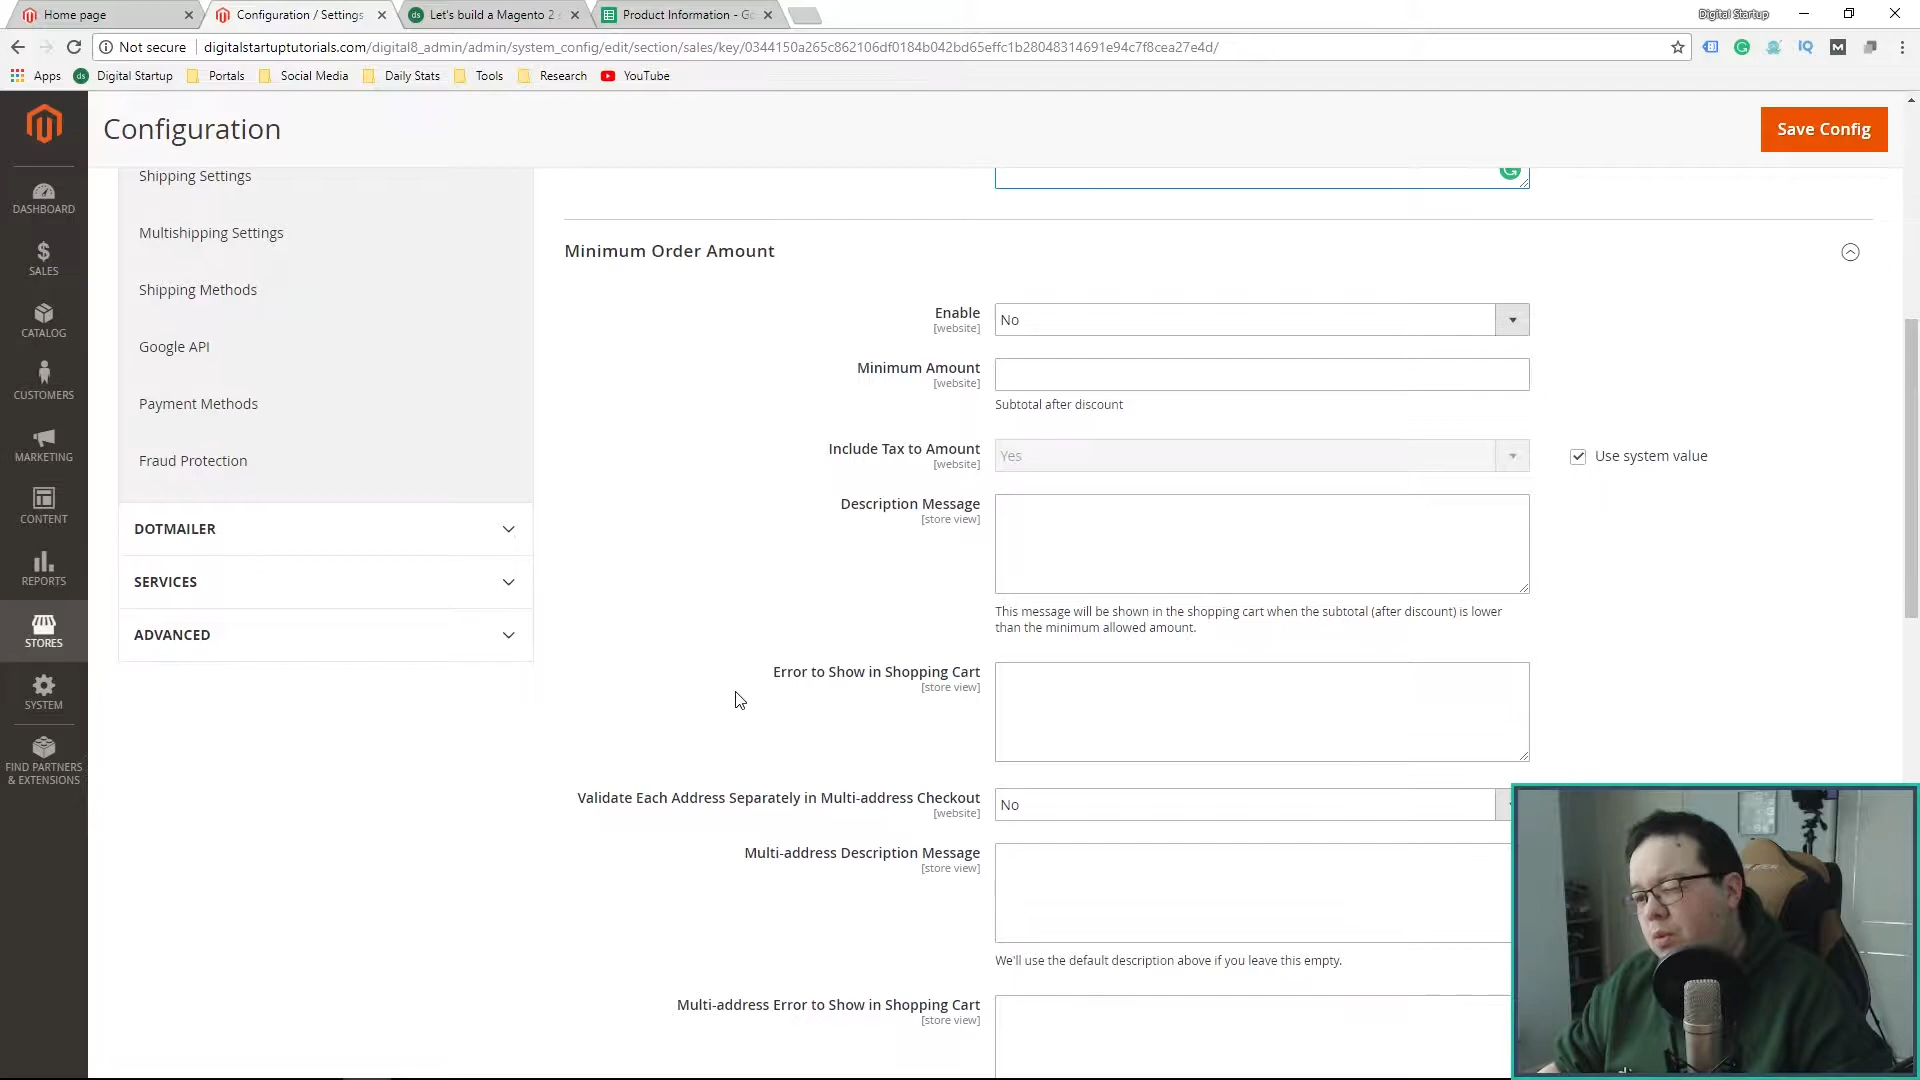 Home page
Configuration / Settings
Let's build a Magento 2
Product Information - Go
Digital Startup
Not secure
digitalstartuptutorials.com/digital8_admin/admin/system_config/edit/section/sales/key/0344150a265c862106df0184b042bd65effc1b28048314691e94c7f8cea27e4d/
Apps
Digital Startup
Portals
Social Media
Daily Stats
Tools
Research
YouTube
Configuration
Save Config
DASHBOARD
SALES
CATALOG
CUSTOMERS
MARKETING
CONTENT
REPORTS
STORES
SYSTEM
FIND PARTNERS
& EXTENSIONS
Shipping Settings
Multishipping Settings
Shipping Methods
Google API
Payment Methods
Fraud Protection
DOTMAILER
SERVICES
ADVANCED
Minimum Order Amount
Enable
[website]
No
Minimum Amount
[website]
Subtotal after discount
Include Tax to Amount
[website]
Yes
Use system value
Description Message
[store view]
This message will be shown in the shopping cart when the subtotal (after discount) is lower
than the minimum allowed amount.
Error to Show in Shopping Cart
[store view]
Validate Each Address Separately in Multi-address Checkout
[website]
No
Multi-address Description Message
[store view]
We'll use the default description above if you leave this empty.
Multi-address Error to Show in Shopping Cart
[store view]